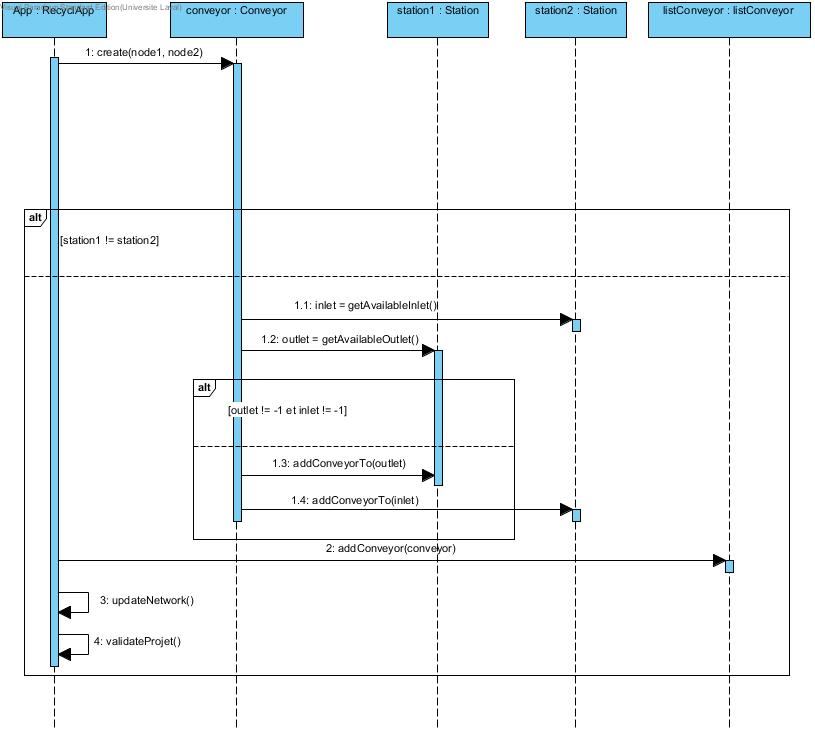 Visual Paradigm Standard Edition(Universite Laval)
App : RecyclApp
conveyor : Conveyor
station1 : Station
station2 : Station
listConveyor : listConveyor
1: create(node1, node2)
alt
[station1 != station2]
1.1: inlet = getAvailableInlet()
1.2: outlet = getAvailableOutlet()
alt
[outlet != -1 et inlet != -1]
1.3: addConveyorTo(outlet)
1.4: addConveyorTo(inlet)
2: addConveyor(conveyor)
3: updateNetwork()
4: validateProjet()